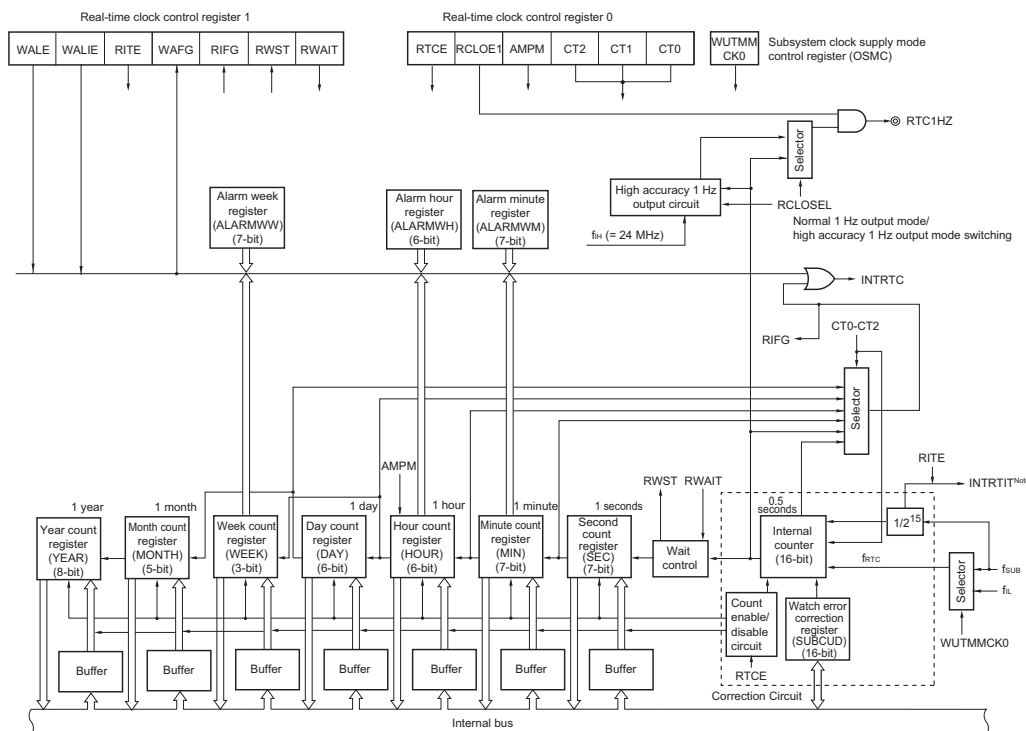 Real-time clock control register 1
WALE WALIE RITE WAFG RIFG RWST RWAIT
Real-time clock control register 0
RTCE RCLOE1 AMPM CT2 CT1 CT0
WUTMM
CK0
Subsystem clock supply mode
control register (OSMC)
RTC1HZ
Selector
High accuracy 1 Hz
output circuit
RCLOSEL
Normal 1 Hz output mode/
high accuracy 1 Hz output mode switching
fIH (= 24 MHz)
Alarm week
register
(ALARMWW)
(7-bit)
Alarm hour
register
(ALARMWH)
(6-bit)
Alarm minute
register
(ALARMWM)
(7-bit)
INTRTC
RIFG
CT0-CT2
Selector
RITE
INTRTIT Note
1/2 15
AMPM
RWST RWAIT
1 year
Year count
register
(YEAR)
(8-bit)
1 month
Month count
register
(MONTH)
(5-bit)
Week count
register
(WEEK)
(3-bit)
1 day
Day count
register
(DAY)
(6-bit)
1 hour
Hour count
register
(HOUR)
(6-bit)
1 minute
Minute count
register
(MIN)
(7-bit)
1 seconds
Second
count
register
(SEC)
(7-bit)
Wait
control
0.5
seconds
Internal
counter
(16-bit)
fRTC
Selector
fSUB
fIL
WUTMMCK0
Count
enable/
disable
circuit
RTCE
Watch error
correction
register
(SUBCUD)
(16-bit)
Correction Circuit
Buffer Buffer Buffer Buffer Buffer Buffer Buffer
Internal bus